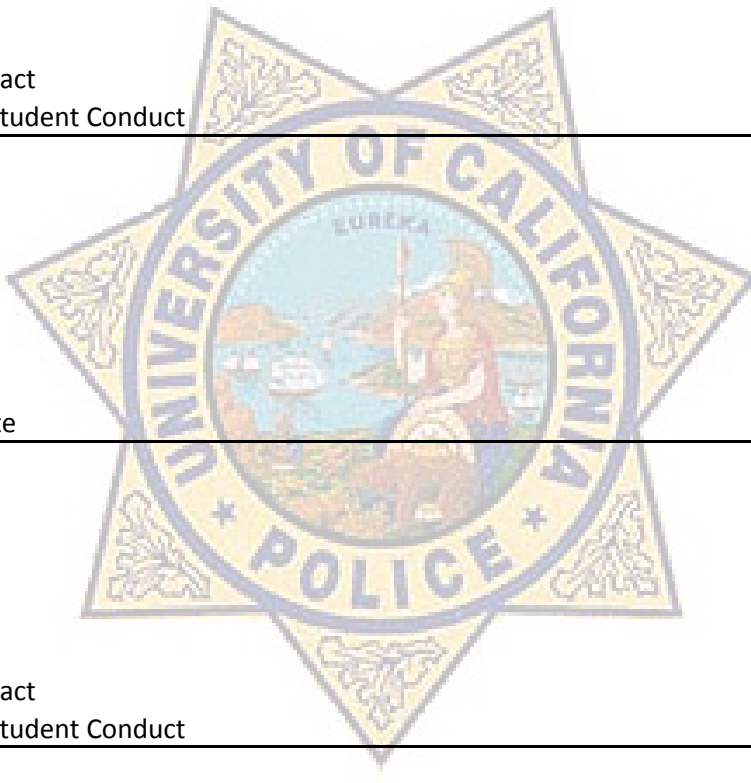 act
tudent Conduct
UNIVERSITY OF CALIFORNIA
EUREKA
te
POLICE
act
tudent Conduct